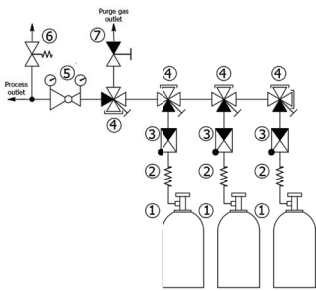 Purge gas
outlet
⑥
⑦
Process
outlet
⑤
④ ④ ④
④
③ ③ ③
② ② ②
① ① ①